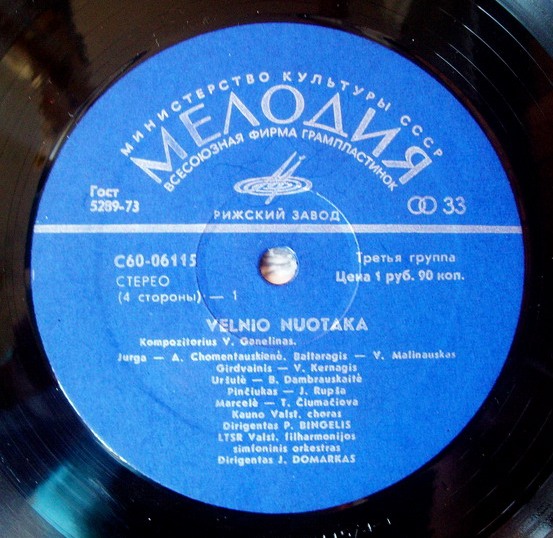 МИНИСТЕРСТВО КУЛЬТУРЫ СССР
МЕЛОДИЯ
ВСЕСОЮЗНАЯ ФИРМА ГРАМПЛАСТИНОК
Гост
5289-73
33
РИЖСКИЙ ЗАВОД
С60-06115
Третья группа
СТЕРЕО
Цена 1 руб. 90 коп.
(4 стороны) — 1
VELNIO NUOTAKA
Kompozitorius V. Ganelinas.
Jurga — A. Chomentauskienė. Baltaragis — V. Malinauskas
Girdvainis — V. Kernagis
Uršulė — B. Dambrauskaitė
Pinčiukas — J. Rupša
Marcelė — T. Čiumačiova
Kauno Valst. choras
Dirigentas P. BINGELIS
LTSR Valst. filharmonijos
simfoninis orkestras
Dirigentas J. DOMARKAS